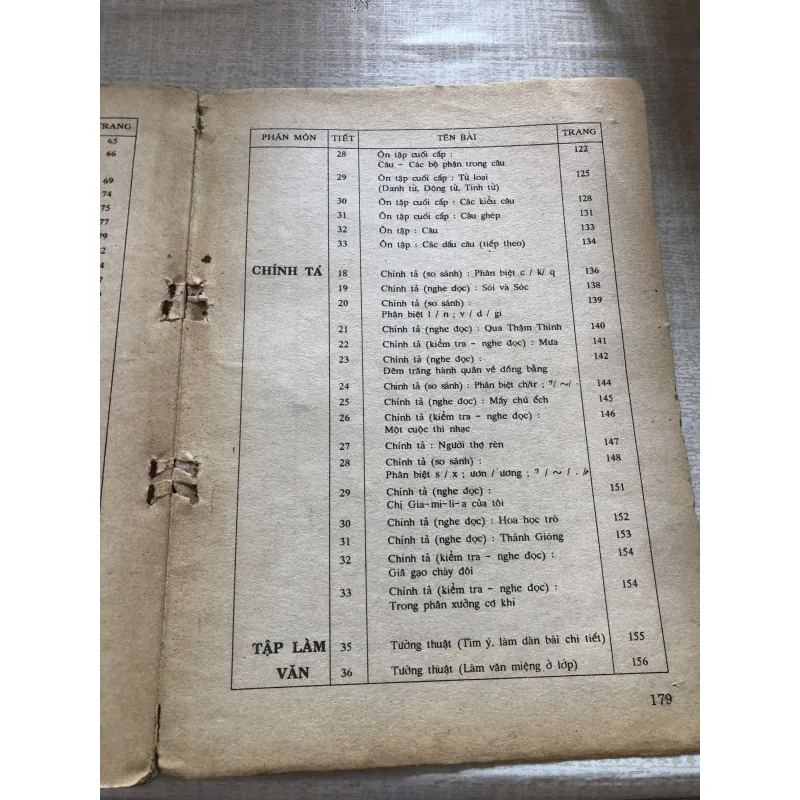 TRANG
65
66
69
74
75
77
79
2
4
PHÂN MÔN TIẾT TÊN BÀI TRANG
28 Ôn tập cuối cấp : 122
Câu - Các bộ phận trong câu
29 Ôn tập cuối cấp : Từ loại 125
(Danh từ, Động từ, Tính từ)
30 Ôn tập cuối cấp : Các kiểu câu 128
31 Ôn tập cuối cấp : Câu ghép 131
32 Ôn tập : Câu 133
33 Ôn tập : Các dấu câu (tiếp theo) 134
CHÍNH TẢ 18 Chính tả (so sánh) : Phân biệt c / k/ q 136
19 Chính tả (nghe đọc) : Sói và Sóc 138
20 Chính tả (so sánh) : 139
Phân biệt l / n ; v / d / gi
21 Chính tả (nghe đọc) : Qua Thậm Thình 140
22 Chính tả (kiểm tra - nghe đọc) : Mưa 141
23 Chính tả (nghe đọc) : 142
Đêm trăng hành quân về đồng bằng
24 Chính tả (so sánh) : Phân biệt ch/tr ; ?/ ~/ . 144
25 Chính tả (nghe đọc) : Mấy chú ếch 145
26 Chính tả (kiểm tra - nghe đọc) : 146
Một cuộc thi nhạc
27 Chính tả : Người thợ rèn 147
28 Chính tả (so sánh) : 148
Phân biệt s / x ; ươn / ương ; ? / ~ / .
29 Chính tả (nghe đọc) : 151
Chị Gia-mi-li-a của tôi
30 Chính tả (nghe đọc) : Hoa học trò 152
31 Chính tả (nghe đọc) : Thánh Gióng 153
32 Chính tả (kiểm tra - nghe đọc) : 154
Giã gạo chày đôi
33 Chính tả (kiểm tra - nghe đọc) : 154
Trong phân xưởng cơ khí
TẬP LÀM 35 Tường thuật (Tìm ý, làm dàn bài chi tiết) 155
VĂN 36 Tường thuật (Làm văn miệng ở lớp) 156
179